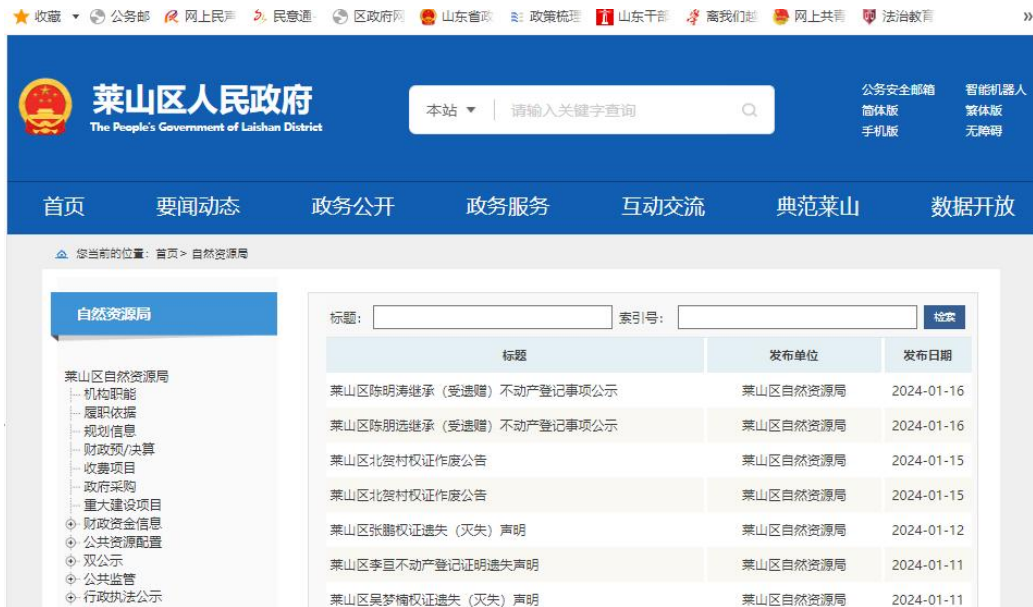 收藏 公务邮 网上民声 民意通 区政府网 山东省政 政策梳理 山东干部 离我们越 网上共青 法治教育
莱山区人民政府
The People's Government of Laishan District
本站 请输入关键字查询
公务安全邮箱 智能机器人
简体版 繁体版
手机版 无障碍
首页 要闻动态 政务公开 政务服务 互动交流 典范莱山 数据开放
您当前的位置：首页> 自然资源局
自然资源局
莱山区自然资源局
机构职能
履职依据
规划信息
财政预/决算
收费项目
政府采购
重大建设项目
财政资金信息
公共资源配置
双公示
公共监管
行政执法公示
标题： 索引号： 检索
标题 发布单位 发布日期
莱山区陈明涛继承（受遗赠）不动产登记事项公示 莱山区自然资源局 2024-01-16
莱山区陈朋选继承（受遗赠）不动产登记事项公示 莱山区自然资源局 2024-01-16
莱山区北贺村权证作废公告 莱山区自然资源局 2024-01-15
莱山区北贺村权证作废公告 莱山区自然资源局 2024-01-15
莱山区张鹏权证遗失（灭失）声明 莱山区自然资源局 2024-01-12
莱山区李亘不动产登记证明遗失声明 莱山区自然资源局 2024-01-11
莱山区吴梦楠权证遗失（灭失）声明 莱山区自然资源局 2024-01-11